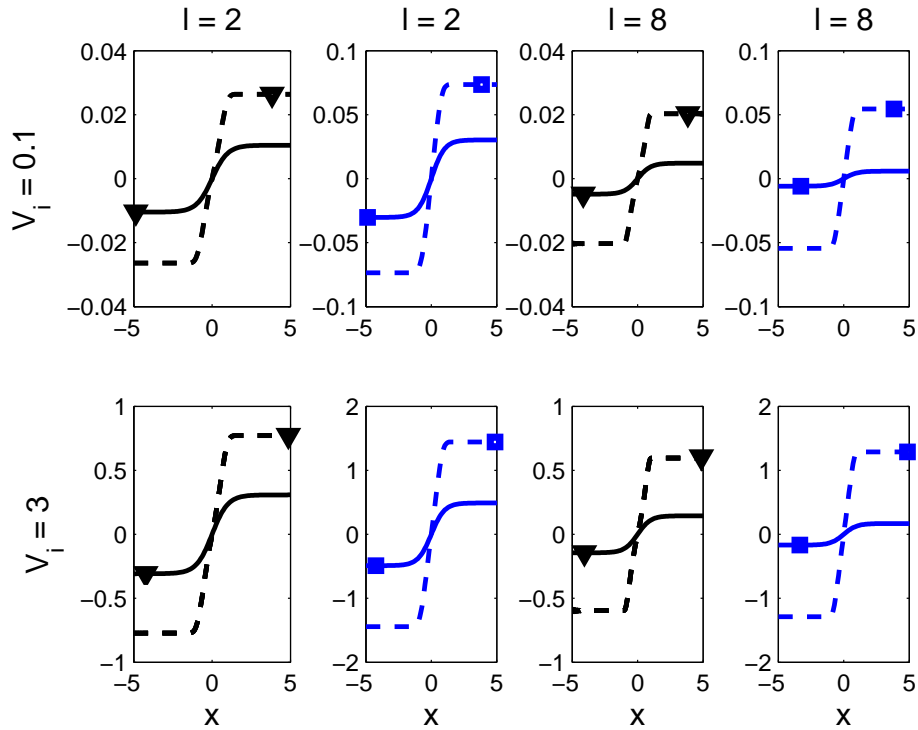 l = 2 l = 2 l = 8 l = 8
V_i = 0.1
0.04 0.1 0.04 0.1
0.02 0.05 0.02 0.05
0 0 0 0
−0.02 −0.05 −0.02 −0.05
−0.04 −0.1 −0.04 −0.1
−5 0 5 −5 0 5 −5 0 5 −5 0 5
V_i = 3
1 2 1 2
0.5 1 0.5 1
0 0 0 0
−0.5 −1 −0.5 −1
−1 −2 −1 −2
−5 0 5 −5 0 5 −5 0 5 −5 0 5
x x x x